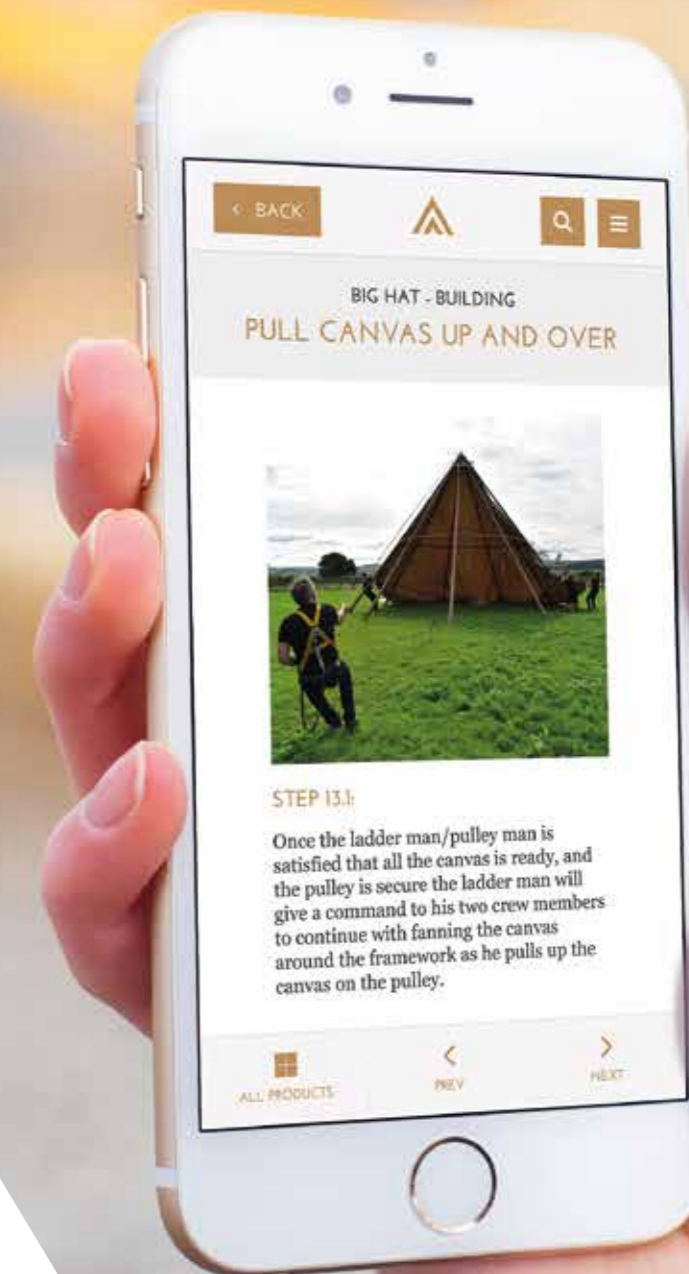 < BACK
BIG HAT - BUILDING
PULL CANVAS UP AND OVER
STEP 13.1:
Once the ladder man/pulley man is
satisfied that all the canvas is ready, and
the pulley is secure the ladder man will
give a command to his two crew members
to continue with fanning the canvas
around the framework as he pulls up the
canvas on the pulley.
ALL PRODUCTS
PREV
NEXT